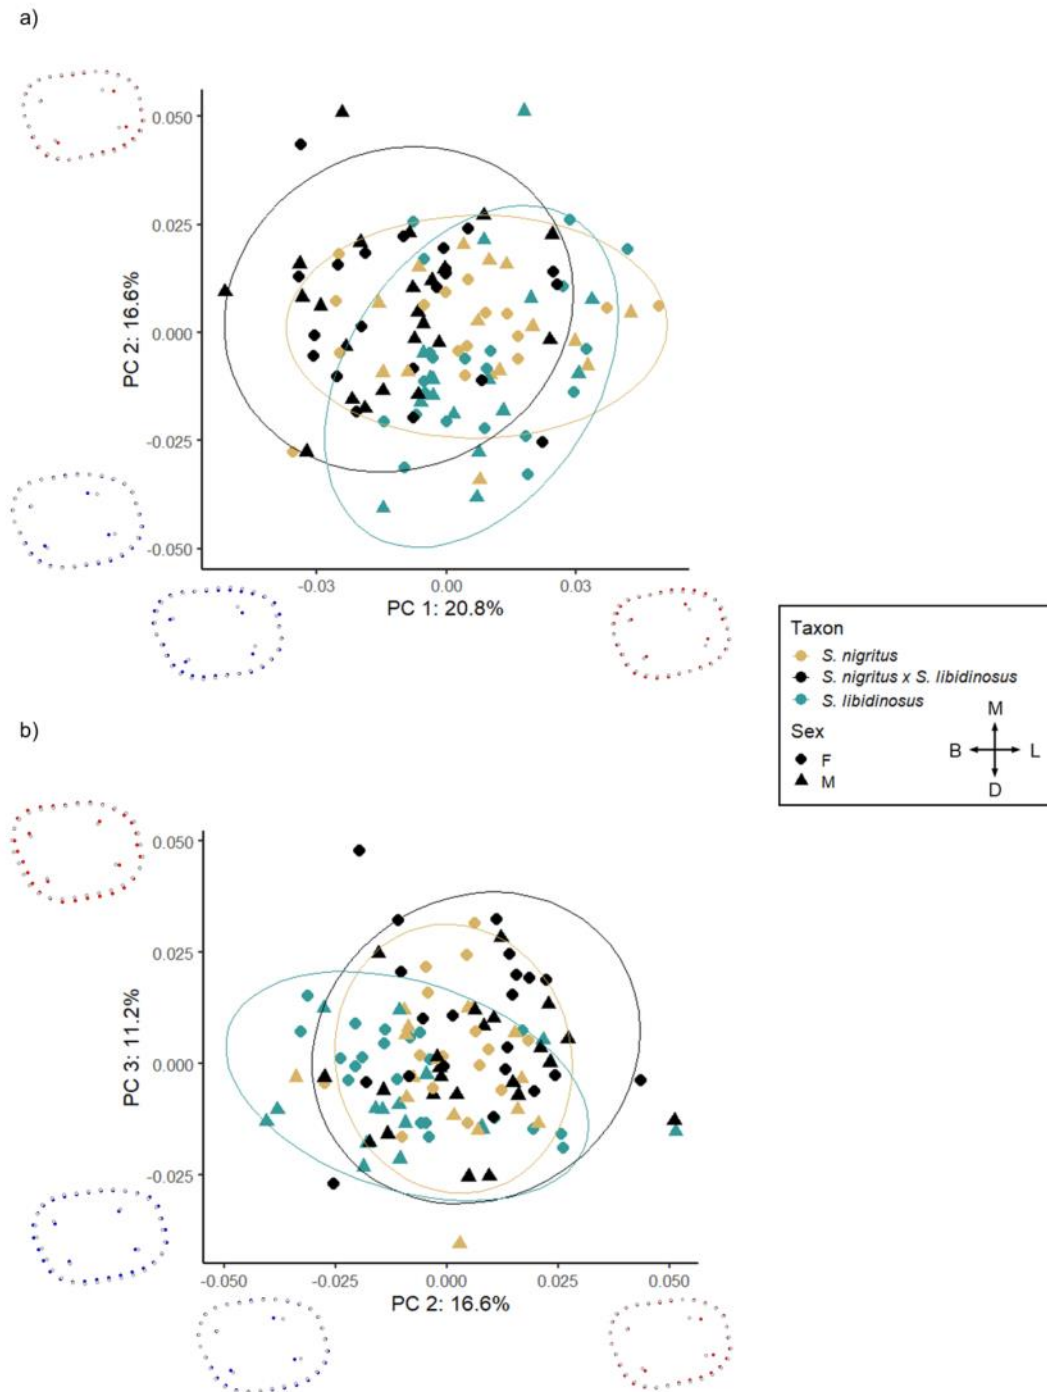 a)
0.050
0.025
0.000
-0.025
-0.050
PC 2: 16.6%
-0.03
0.00
0.03
PC 1: 20.8%
Taxon
S. nigritus
S. nigritus x S. libidinosus
S. libidinosus
Sex
F
M
M
B
L
D
b)
0.050
0.025
0.000
-0.025
PC 3: 11.2%
-0.050
-0.025
0.000
0.025
0.050
PC 2: 16.6%